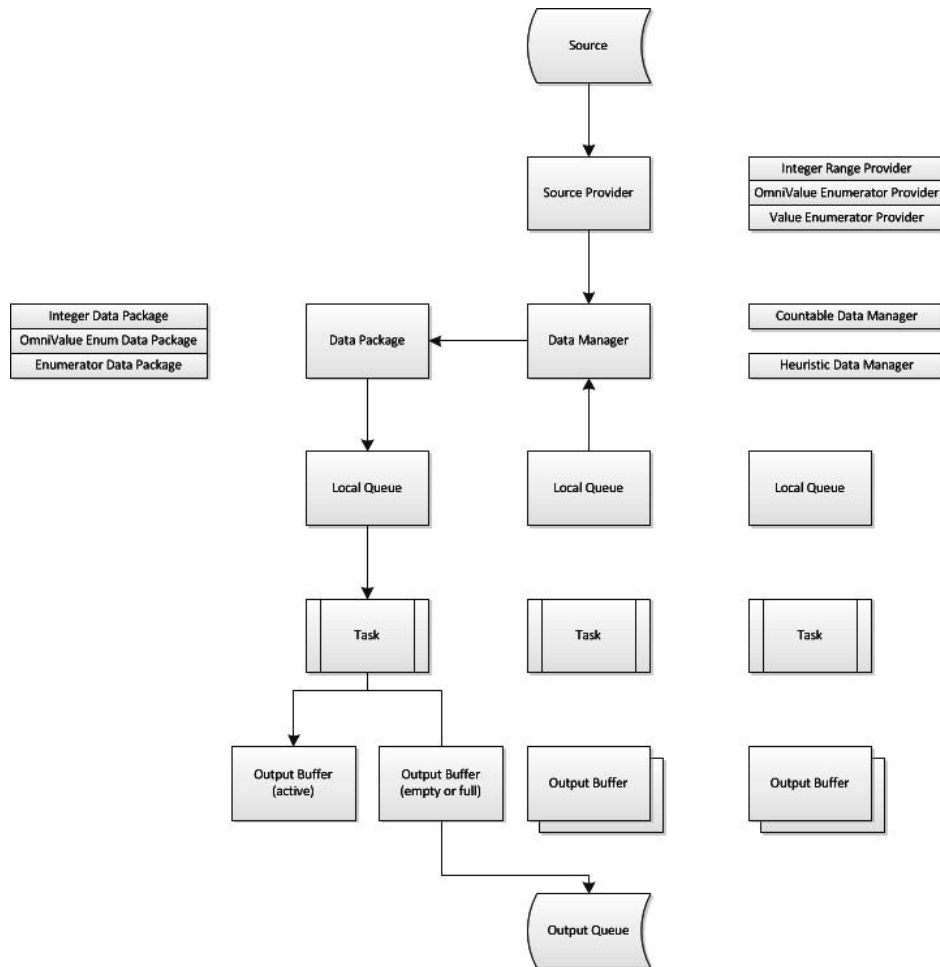 Source
Source Provider
Integer Range Provider
OmniValue Enumerator Provider
Value Enumerator Provider
Integer Data Package
OmniValue Enum Data Package
Enumerator Data Package
Data Package
Data Manager
Countable Data Manager
Heuristic Data Manager
Local Queue
Local Queue
Local Queue
Task
Task
Task
Output Buffer
(active)
Output Buffer
(empty or full)
Output Buffer
Output Buffer
Output Queue